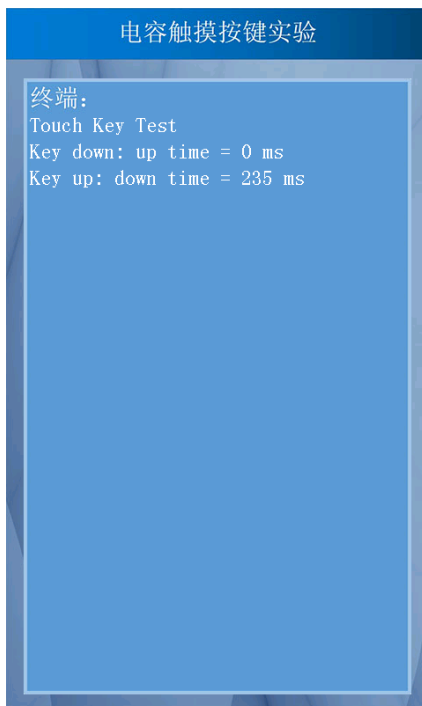 电容触摸按键实验
终端：
Touch Key Test
Key down: up time = 0 ms
Key up: down time = 235 ms